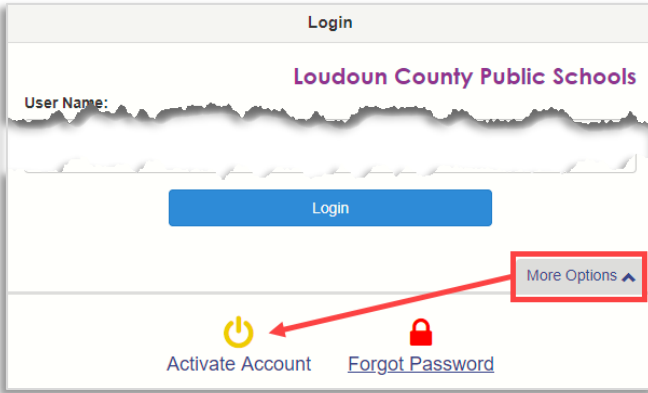 Login
Loudoun County Public Schools
User Name:
Login
More Options
Activate Account Forgot Password